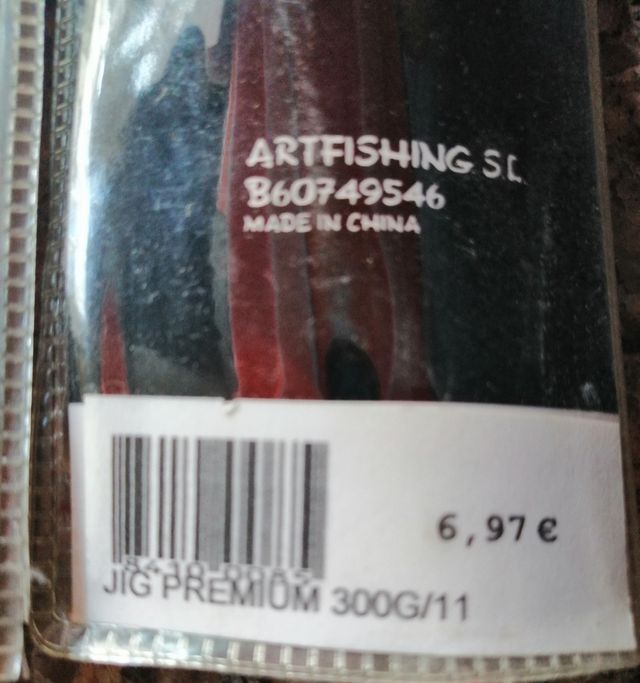 ARTFISHING S.L
B60749546
MADE IN CHINA
6,97 €
JIG PREMIUM 300G/11